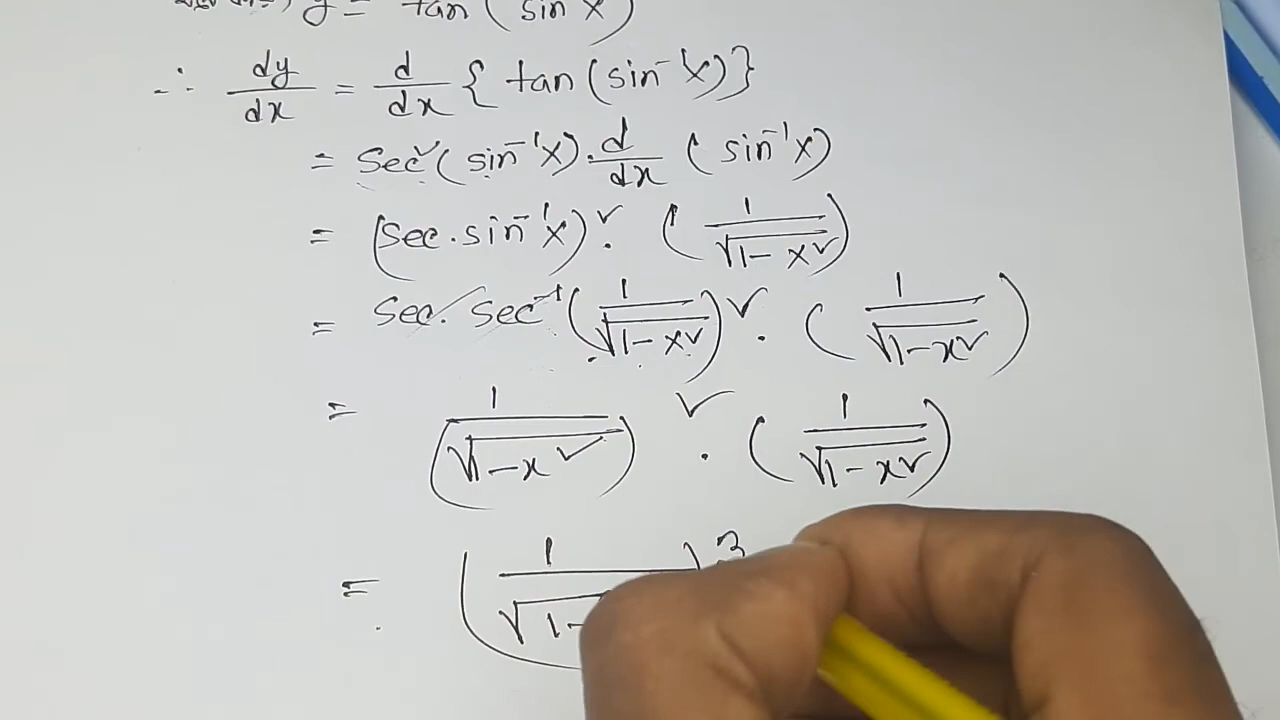 y = tan(sin⁻¹x)
∴ dy/dx = d/dx {tan(sin⁻¹x)}
= sec²(sin⁻¹x).d/dx (sin⁻¹x)
= (sec.sin⁻¹x)². (1/√1-x²)
= sec. sec⁻¹(1/√1-x²)². (1/√1-x²)
= (1/√1-x²)². (1/√1-x²)
= (1/√1-)³